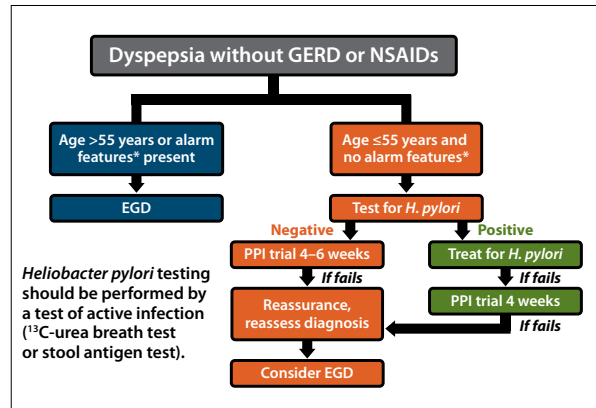 Dyspepsia without GERD or NSAIDs
Age >55 years or alarm
features* present
Age ≤55 years and
no alarm features*
EGD
Test for H. pylori
Negative
Positive
PPI trial 4–6 weeks
Treat for H. pylori
If fails
If fails
Heliobacter pylori testing
should be performed by
a test of active infection
(¹³C-urea breath test
or stool antigen test).
Reassurance,
reassess diagnosis
PPI trial 4 weeks
If fails
Consider EGD